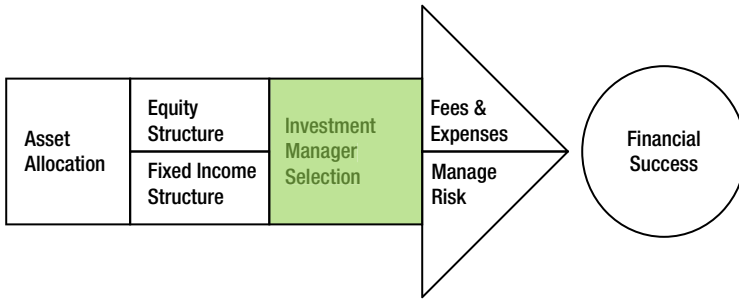 Asset
Allocation
Equity
Structure
Fixed Income
Structure
Investment
Manager
Selection
Fees &
Expenses
Manage
Risk
Financial
Success